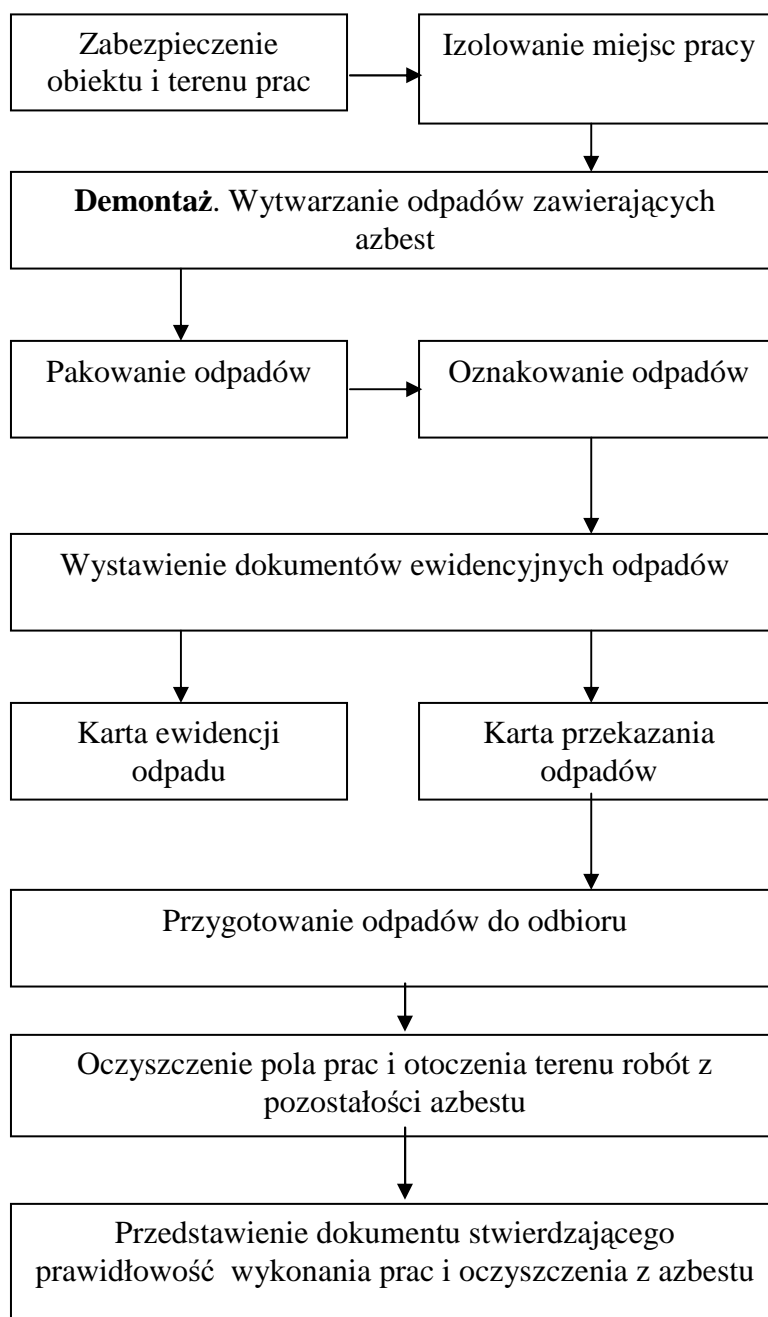 Zabezpieczenie
obiektu i terenu prac
Izolowanie miejsc pracy
Demontaż. Wytwarzanie odpadów zawierających
azbest
Pakowanie odpadów
Oznakowanie odpadów
Wystawienie dokumentów ewidencyjnych odpadów
Karta ewidencji
odpadu
Karta przekazania
odpadów
Przygotowanie odpadów do odbioru
Oczyszczenie pola prac i otoczenia terenu robót z
pozostałości azbestu
Przedstawienie dokumentu stwierdzającego
prawidłowość wykonania prac i oczyszczenia z azbestu